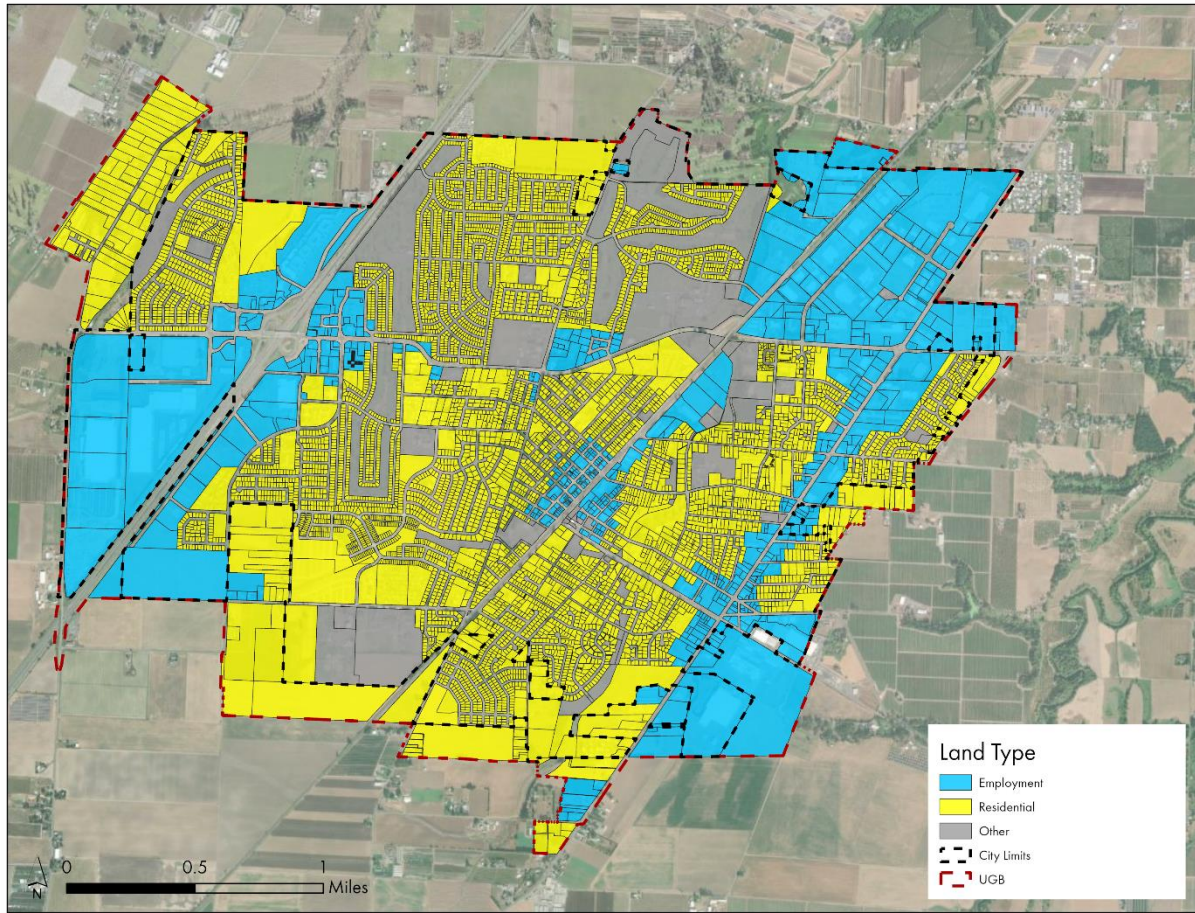 Land Type
Employment
Residential
Other
City Limits
UGB
0 0.5 1
Miles
N